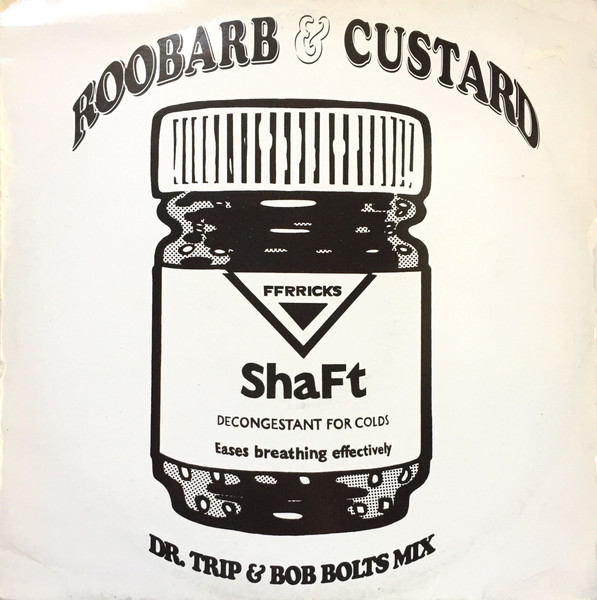 ROOBARB & CUSTARD
FFRRICKS
ShaFt
DECONGESTANT FOR COLDS
Eases breathing effectively
DR. TRIP & BOB BOLTS MIX